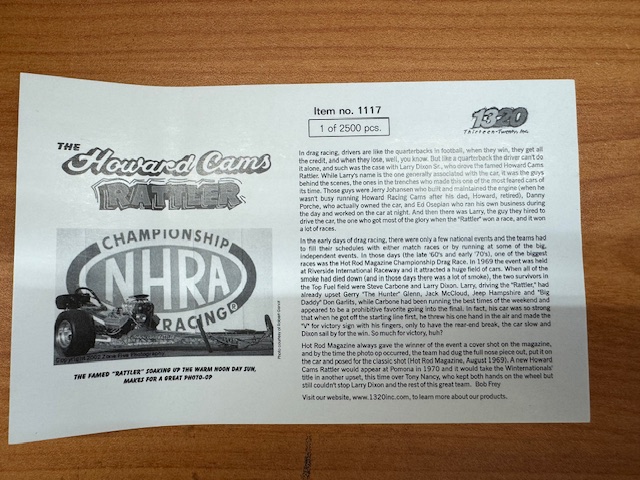 THE
Howard Cams
RATTLER
CHAMPIONSHIP
NHRA
RACING
THE FAMED "RATTLER" SOAKING UP THE WARM NOON DAY SUN,
MAKES FOR A GREAT PHOTO-OP
Item no. 1117
1 of 2500 pcs.
1320
In drag racing, drivers are like the quarterbacks in football, when they win, they get all
the credit, and when they lose, well, you know. But like a quarterback the driver can't do
it alone, and such was the case with Larry Dixon Sr., who drove the famed Howard Cams
Rattler. While Larry's name is the one generally associated with the car, it was the guys
behind the scenes, the ones in the trenches who made this one of the most feared cars of
its time. Those guys were Jerry Johansen who built and maintained the engine (when he
wasn't busy running Howard Racing Cams after his dad, Howard, retired), Danny
Porche, who actually owned the car, and Ed Osepian who ran his own business during
the day and worked on the car at night. And then there was Larry, the guy they hired to
drive the car, the one who got most of the glory when the "Rattler" won a race, and it won
a lot of races.
In the early days of drag racing, there were only a few national events and the teams had
to fill their schedules with either match races or by running at some of the big,
independent events. In those days (the late '60's and early '70's), one of the biggest
races was the Hot Rod Magazine Championship Drag Race. In 1969 the event was held
at Riverside International Raceway and it attracted a huge field of cars. When all of the
smoke had died down (and in those days there was a lot of smoke), the two survivors in
the Top Fuel field were Steve Carbone and Larry Dixon. Larry, driving the "Rattler," had
already upset Gerry "The Hunter" Glenn, Jack McCloud, Jeep Hampshire and "Big
Daddy" Don Garlits, while Carbone had been running the best times of the weekend and
appeared to be a prohibitive favorite going into the final. In fact, his car was so strong
that when he got off the starting line first, he threw his one hand in the air and made the
"V" for victory sign with his fingers, only to have the rear-end break, the car slow and
Dixon sail by for the win. So much for victory, huh?
Hot Rod Magazine always gave the winner of the event a cover shot on the magazine,
and by the time the photo op occurred, the team had dug the full nose piece out, put it on
the car and posed for the classic shot (Hot Rod Magazine, August 1969). A new Howard
Cams Rattler would appear at Pomona in 1970 and it would take the Winternationals'
title in another upset, this time over Tony Nancy, who kept both hands on the wheel but
still couldn't stop Larry Dixon and the rest of this great team. Bob Frey
Visit our website, www.1320inc.com, to learn more about our products.